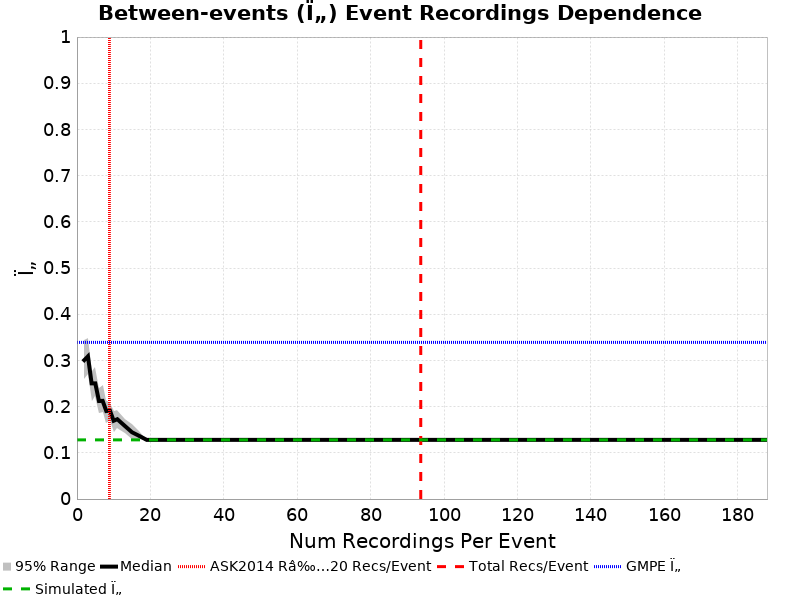 Between-events (Ï„) Event Recordings Dependence
1
0.9
0.8
0.7
0.6
0.5
0.4
0.3
0.2
0.1
0
Ï„
0 20 40 60 80 100 120 140 160 180
Num Recordings Per Event
95% Range Median ASK2014 Râ‰…20 Recs/Event Total Recs/Event GMPE Ï„
Simulated Ï„